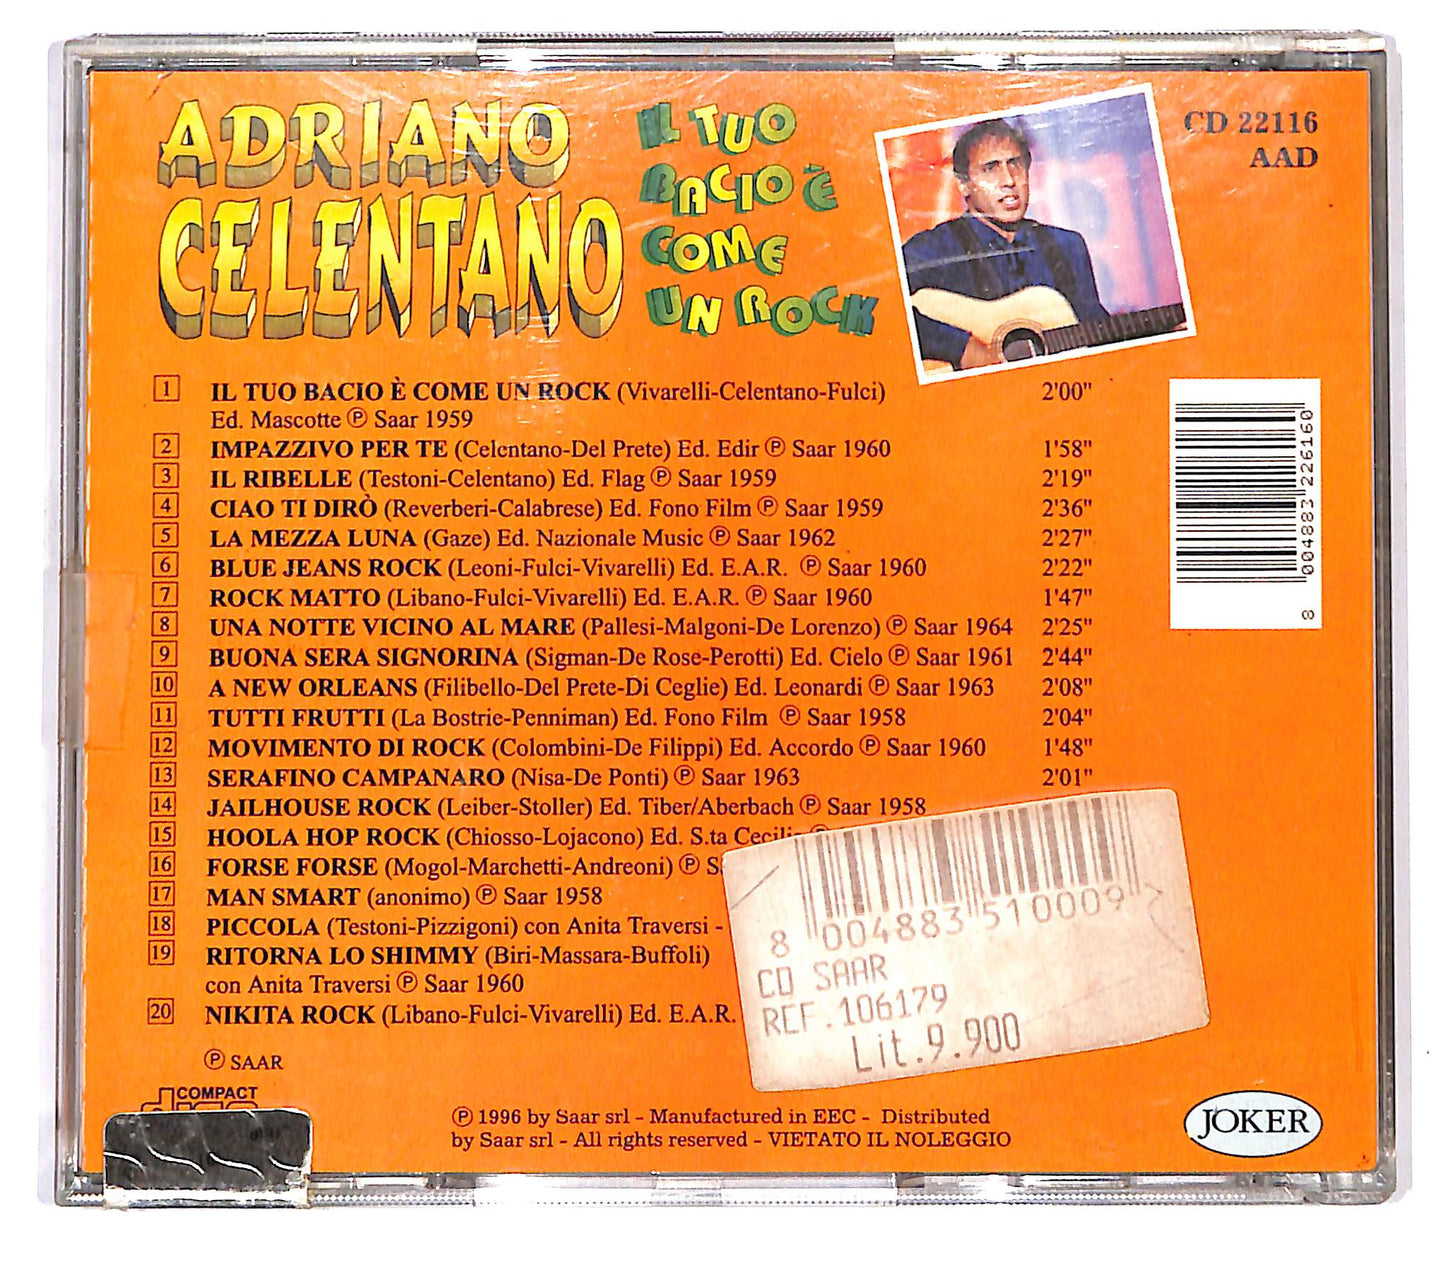 ADRIANO
CELENTANO
IL TUO
BACIO È
COME
UN ROCK
CD 22116
AAD
1 IL TUO BACIO È COME UN ROCK (Vivarelli-Celentano-Fulci) 2'00"
Ed. Mascotte Ⓟ Saar 1959
2 IMPAZZIVO PER TE (Celentano-Del Prete) Ed. Edir Ⓟ Saar 1960 1'58"
3 IL RIBELLE (Testoni-Celentano) Ed. Flag Ⓟ Saar 1959 2'19"
4 CIAO TI DIRÒ (Reverberi-Calabrese) Ed. Fono Film Ⓟ Saar 1959 2'36"
5 LA MEZZA LUNA (Gaze) Ed. Nazionale Music Ⓟ Saar 1962 2'27"
6 BLUE JEANS ROCK (Leoni-Fulci-Vivarelli) Ed. E.A.R. Ⓟ Saar 1960 2'22"
7 ROCK MATTO (Libano-Fulci-Vivarelli) Ed. E.A.R. Ⓟ Saar 1960 1'47"
8 UNA NOTTE VICINO AL MARE (Pallesi-Malgoni-De Lorenzo) Ⓟ Saar 1964 2'25"
9 BUONA SERA SIGNORINA (Sigman-De Rose-Perotti) Ed. Cielo Ⓟ Saar 1961 2'44"
10 A NEW ORLEANS (Filibello-Del Prete-Di Ceglie) Ed. Leonardi Ⓟ Saar 1963 2'08"
11 TUTTI FRUTTI (La Bostrie-Penniman) Ed. Fono Film Ⓟ Saar 1958 2'04"
12 MOVIMENTO DI ROCK (Colombini-De Filippi) Ed. Accordo Ⓟ Saar 1960 1'48"
13 SERAFINO CAMPANARO (Nisa-De Ponti) Ⓟ Saar 1963 2'01"
14 JAILHOUSE ROCK (Leiber-Stoller) Ed. Tiber/Aberbach Ⓟ Saar 1958
15 HOOLA HOP ROCK (Chiosso-Lojacono) Ed. S.ta Cecilia
16 FORSE FORSE (Mogol-Marchetti-Andreoni) Ⓟ
17 MAN SMART (anonimo) Ⓟ Saar 1958
18 PICCOLA (Testoni-Pizzigoni) con Anita Traversi -
19 RITORNA LO SHIMMY (Biri-Massara-Buffoli)
con Anita Traversi Ⓟ Saar 1960
20 NIKITA ROCK (Libano-Fulci-Vivarelli) Ed. E.A.R.
Ⓟ SAAR
COMPACT
8 004883 226160
8 004883 510009
CD SAAR
REF.106179
Lit.9.900
Ⓟ 1996 by Saar srl - Manufactured in EEC - Distributed
by Saar srl - All rights reserved - VIETATO IL NOLEGGIO
JOKER